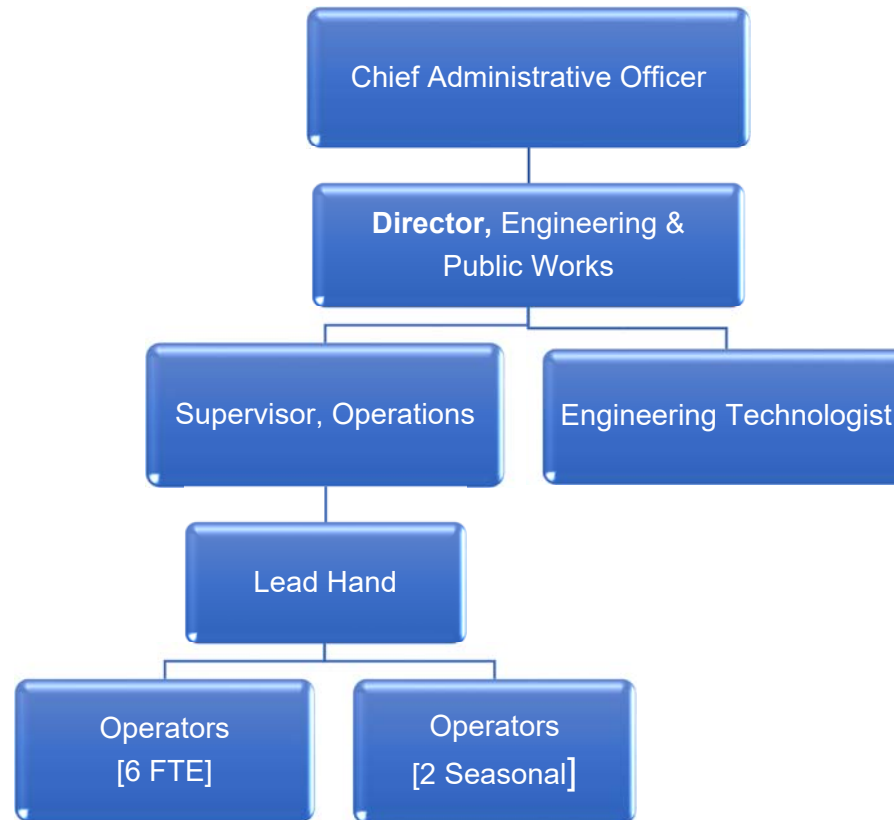 Chief Administrative Officer
Director, Engineering &
Public Works
Supervisor, Operations
Engineering Technologist
Lead Hand
Operators
[6 FTE]
Operators
[2 Seasonal]